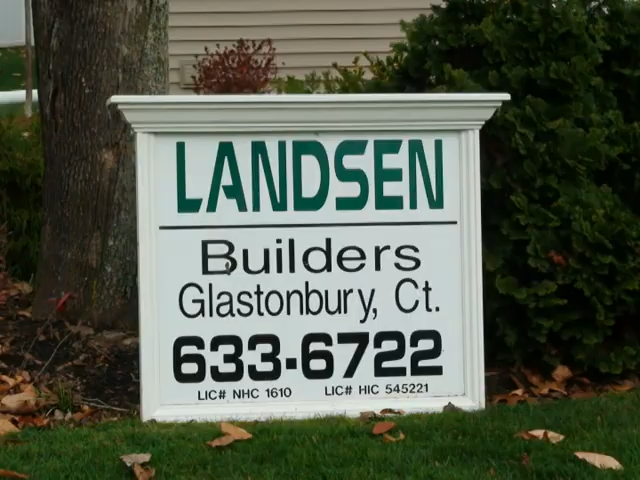 LANDSEN
Builders
Glastonbury, Ct.
633-6722
LIC# NHC 1610 LIC# HIC 545221